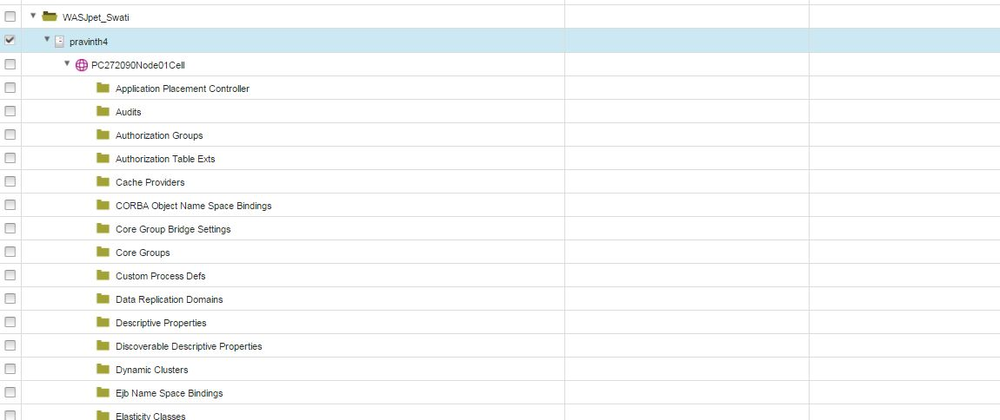 WASJpet_Swati
pravinth4
PC272090Node01Cell
Application Placement Controller
Audits
Authorization Groups
Authorization Table Exts
Cache Providers
CORBA Object Name Space Bindings
Core Group Bridge Settings
Core Groups
Custom Process Defs
Data Replication Domains
Descriptive Properties
Discoverable Descriptive Properties
Dynamic Clusters
Ejb Name Space Bindings
Elasticity Classes